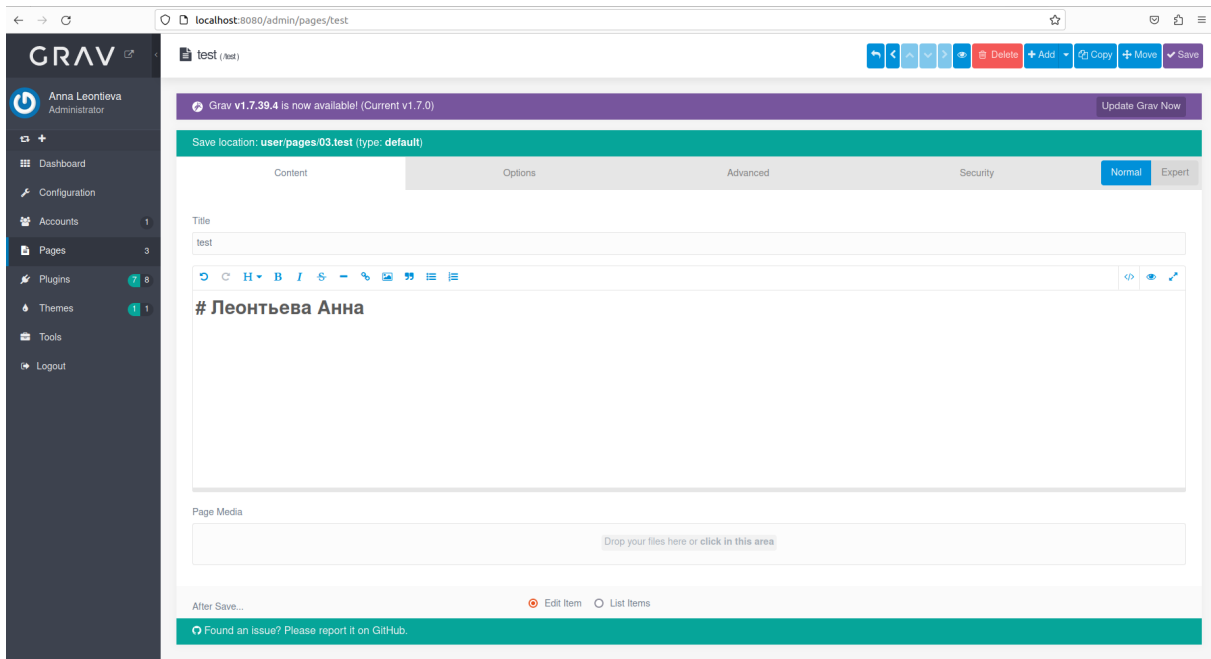 localhost:8080/admin/pages/test
GRAV
test (/test)
Delete
Add
Copy
Move
Save
Anna Leontieva
Administrator
Grav v1.7.39.4 is now available! (Current v1.7.0)
Update Grav Now
Save location: user/pages/03.test (type: default)
Dashboard
Configuration
Accounts 1
Pages 3
Plugins 7 8
Themes 1 1
Tools
Logout
Content
Options
Advanced
Security
Normal
Expert
Title
test
H B I S
# Леонтьева Анна
Page Media
Drop your files here or click in this area
After Save...
Edit Item
List Items
Found an issue? Please report it on GitHub.